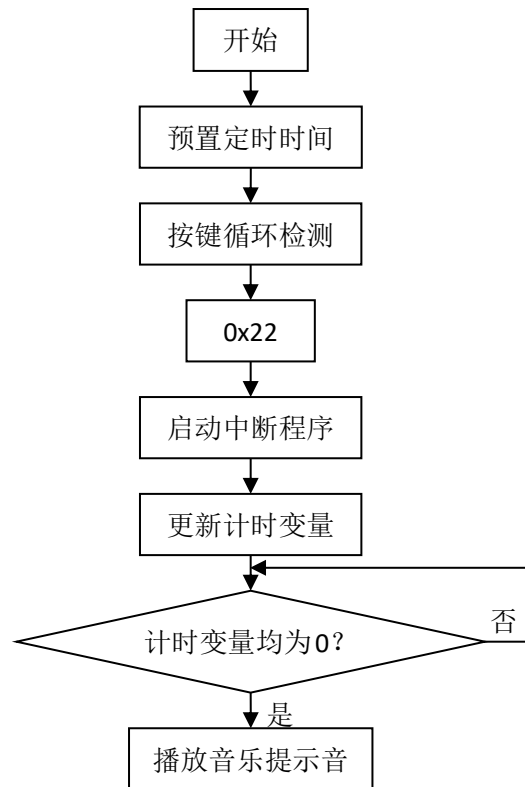 开始
预置定时时间
按键循环检测
0x22
启动中断程序
更新计时变量
计时变量均为0？
否
是
播放音乐提示音